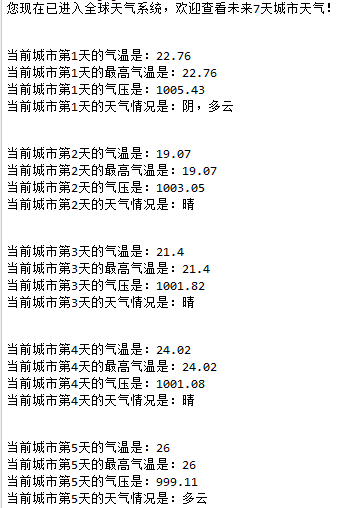 您现在已进入全球天气系统，欢迎查看未来7天城市天气!
当前城市第1天的气温是：22.76
当前城市第1天的最高气温是：22.76
当前城市第1天的气压是：1005.43
当前城市第1天的天气情况是：阴，多云
当前城市第2天的气温是：19.07
当前城市第2天的最高气温是：19.07
当前城市第2天的气压是：1003.05
当前城市第2天的天气情况是：晴
当前城市第3天的气温是：21.4
当前城市第3天的最高气温是：21.4
当前城市第3天的气压是：1001.82
当前城市第3天的天气情况是：晴
当前城市第4天的气温是：24.02
当前城市第4天的最高气温是：24.02
当前城市第4天的气压是：1001.08
当前城市第4天的天气情况是：晴
当前城市第5天的气温是：26
当前城市第5天的最高气温是：26
当前城市第5天的气压是：999.11
当前城市第5天的天气情况是：多云